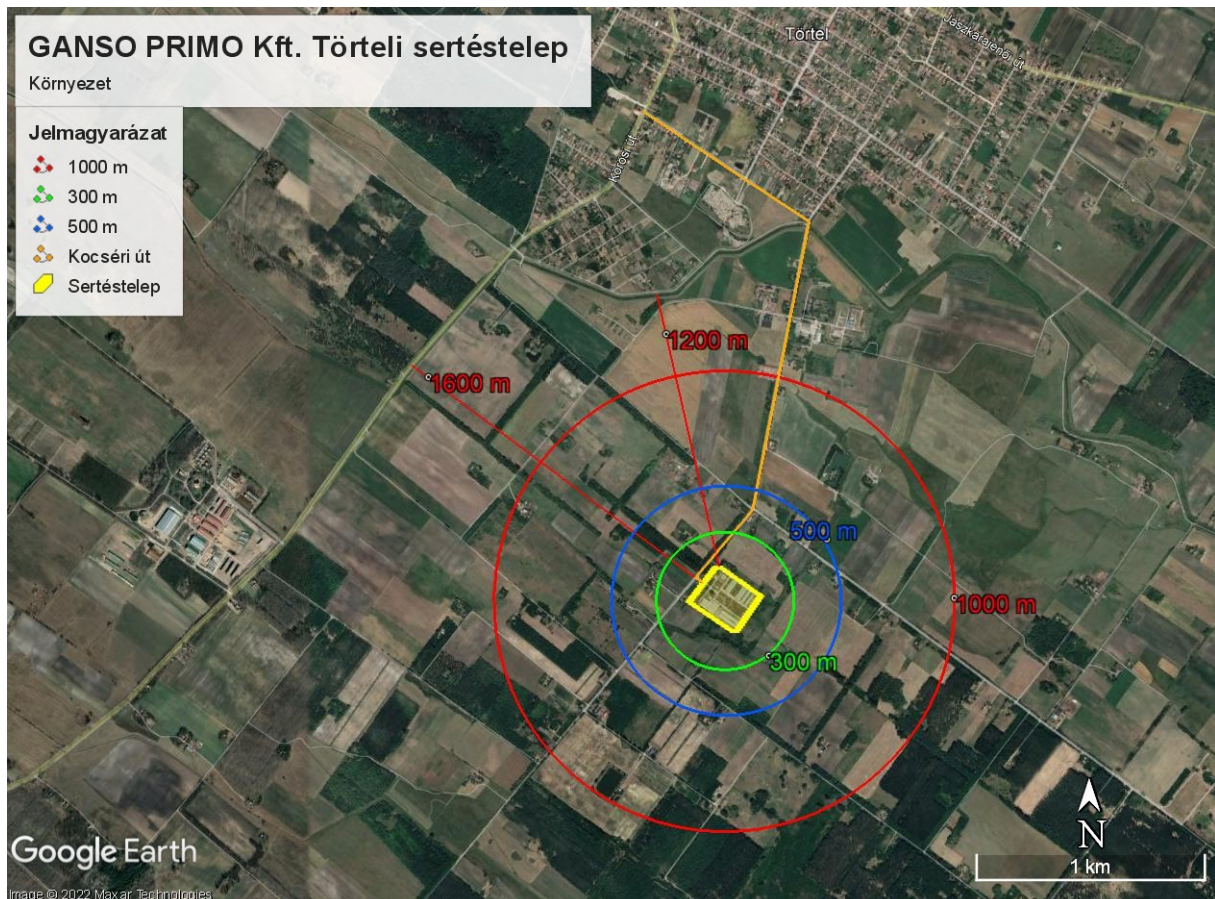 GANSO PRIMO Kft. Törteli sertéstelep
Környezet
Jelmagyarázat
1000 m
300 m
500 m
Kocséri út
Sertéstelep
Törtel
Jászkarajenői út
Kőrösi út
1200 m
1600 m
500 m
1000 m
300 m
N
1 km
Google Earth
Image © 2022 Maxar Technologies